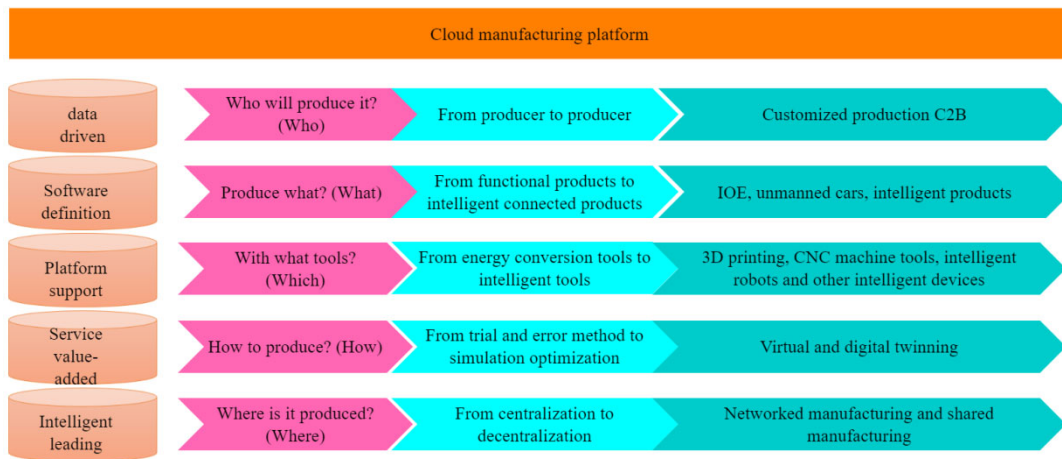 Cloud manufacturing platform
data
driven
Who will produce it?
(Who)
From producer to producer
Customized production C2B
Software
definition
Produce what? (What)
From functional products to
intelligent connected products
IOE, unmanned cars, intelligent products
Platform
support
With what tools?
(Which)
From energy conversion tools to
intelligent tools
3D printing, CNC machine tools, intelligent
robots and other intelligent devices
Service
value-
added
How to produce? (How)
From trial and error method to
simulation optimization
Virtual and digital twinning
Intelligent
leading
Where is it produced?
(Where)
From centralization to
decentralization
Networked manufacturing and shared
manufacturing